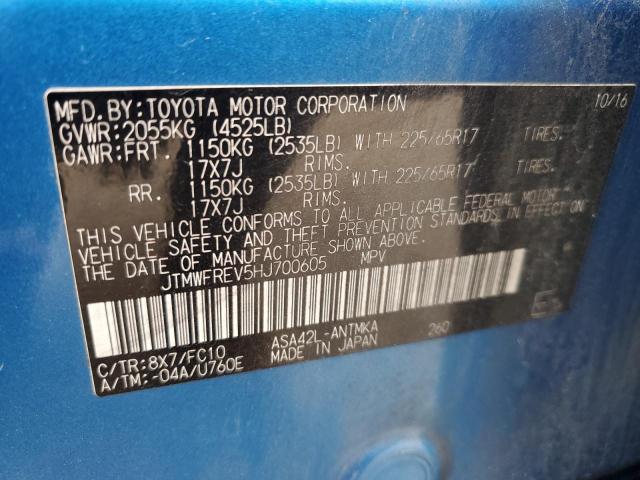 MFD.BY:TOYOTA MOTOR CORPORATION 10/16
GVWR:2055KG (4525LB)
GAWR:FRT. 1150KG (2535LB) WITH 225/65R17 TIRES.
17X7J RIMS.
RR. 1150KG (2535LB) WITH 225/65R17 TIRES.
17X7J RIMS.
THIS VEHICLE CONFORMS TO ALL APPLICABLE FEDERAL MOTOR
VEHICLE SAFETY AND THEFT PREVENTION STANDARDS IN EFFECT ON
THE DATE OF MANUFACTURE SHOWN ABOVE.
JTMWFREV5HJ700605 MPV
C/TR:8X7/FC10 ASA42L-ANTMKA 260
A/TM:-04A/U760E MADE IN JAPAN